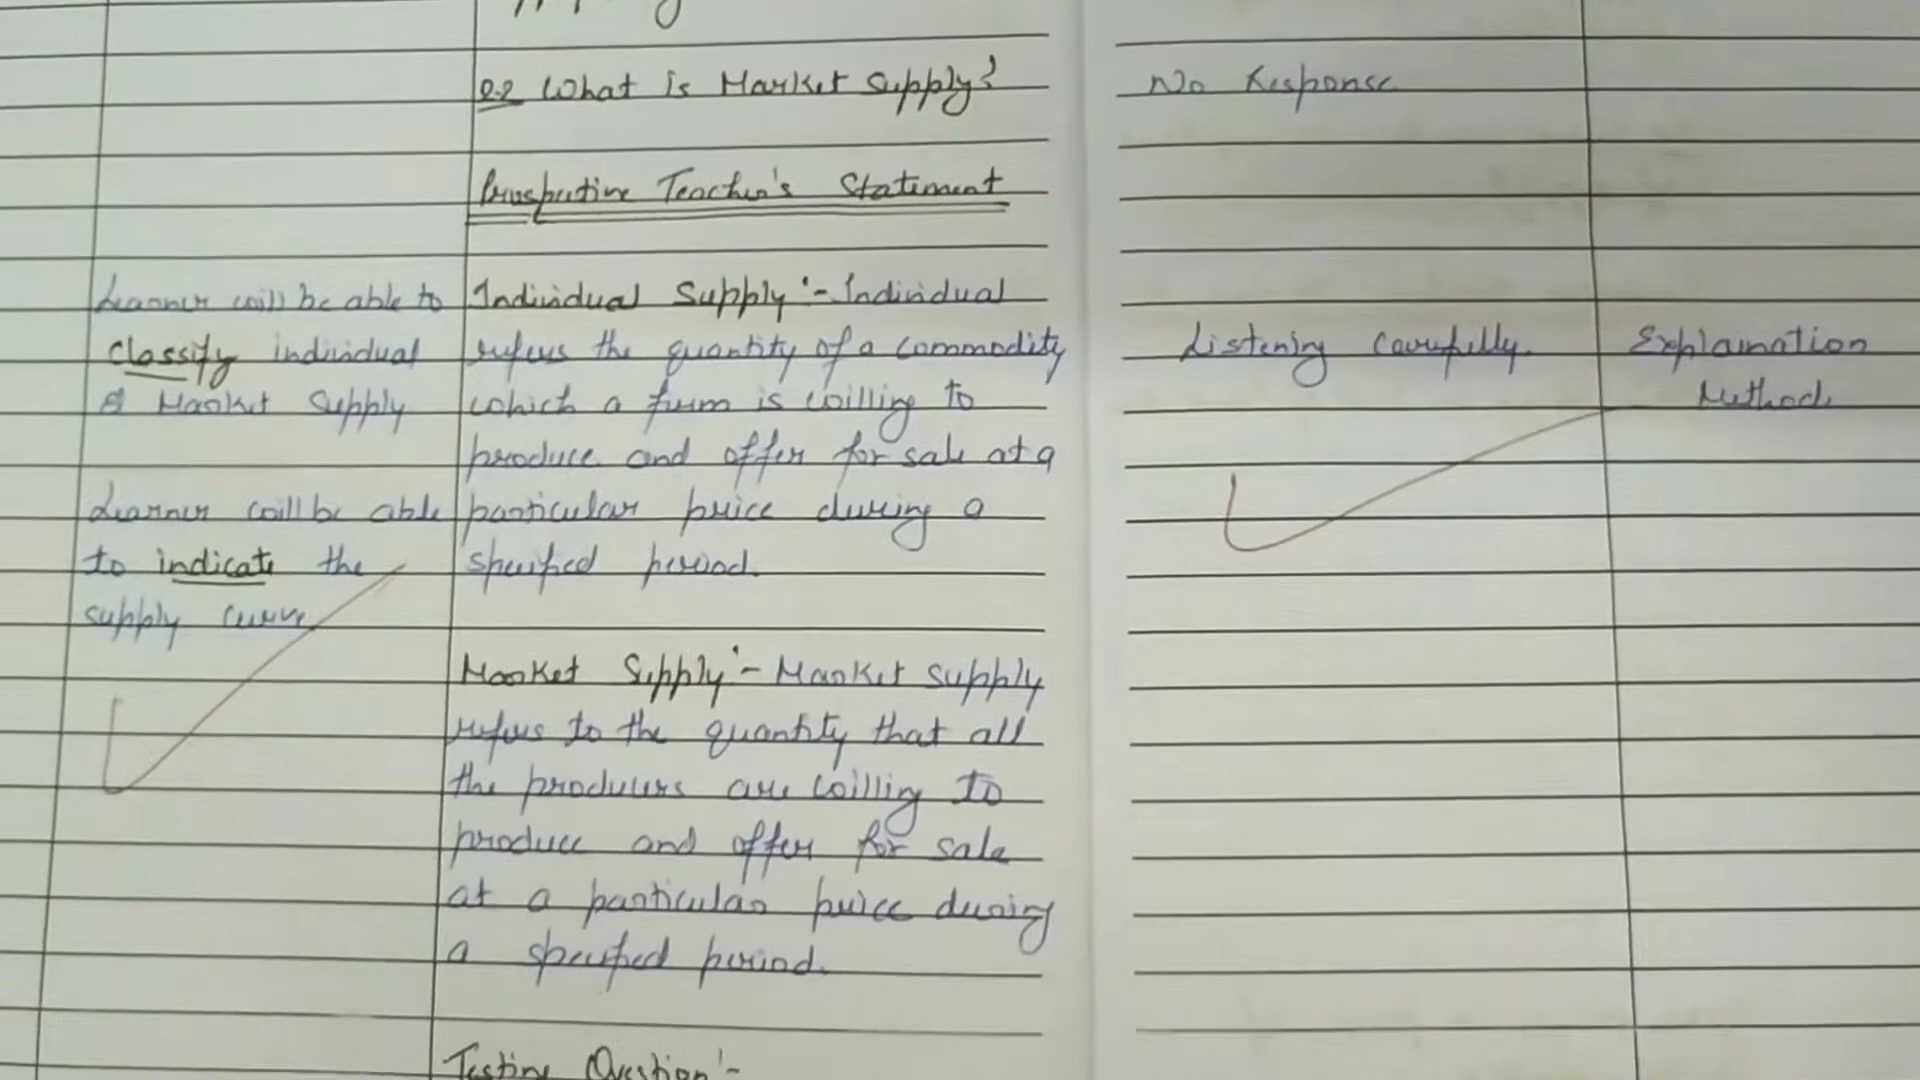 Q.2 What is Market Supply?
No Response
Prospective Teacher's Statement
Learner will be able to
classify individual
& Market Supply
Learner will be able
to indicate the
supply curve
Individual Supply :- Individual
refers the quantity of a commodity
which a firm is willing to
produce and offer for sale at a
particular price during a
specified period.
Market Supply :- Market supply
refers to the quantity that all
the producers are willing to
produce and offer for sale
at a particular price during
a specified period.
Testing Question :-
Listening carefully.
Explaination
Method.